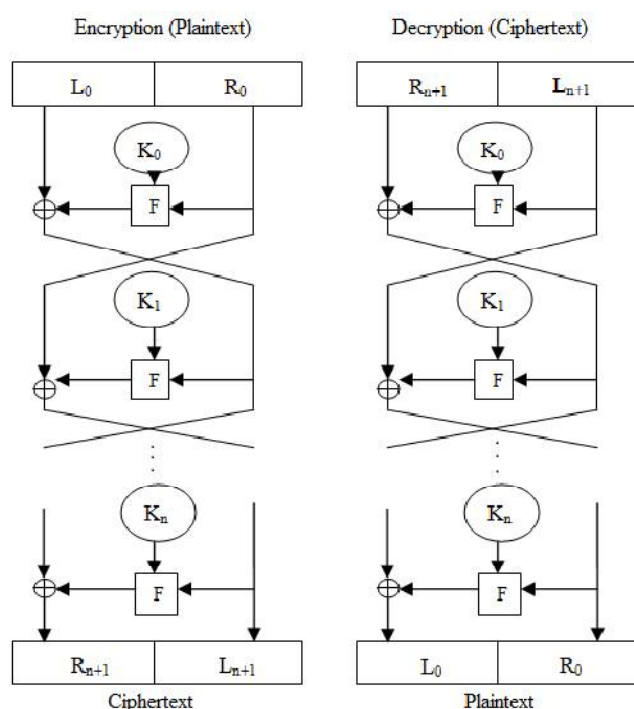 Encryption (Plaintext) Decryption (Ciphertext)
L₀ R₀ Rₙ₊₁ Lₙ₊₁
K₀ K₀
F F
K₁ K₁
F F
Kₙ Kₙ
F F
Rₙ₊₁ Lₙ₊₁ L₀ R₀
Ciphertext Plaintext